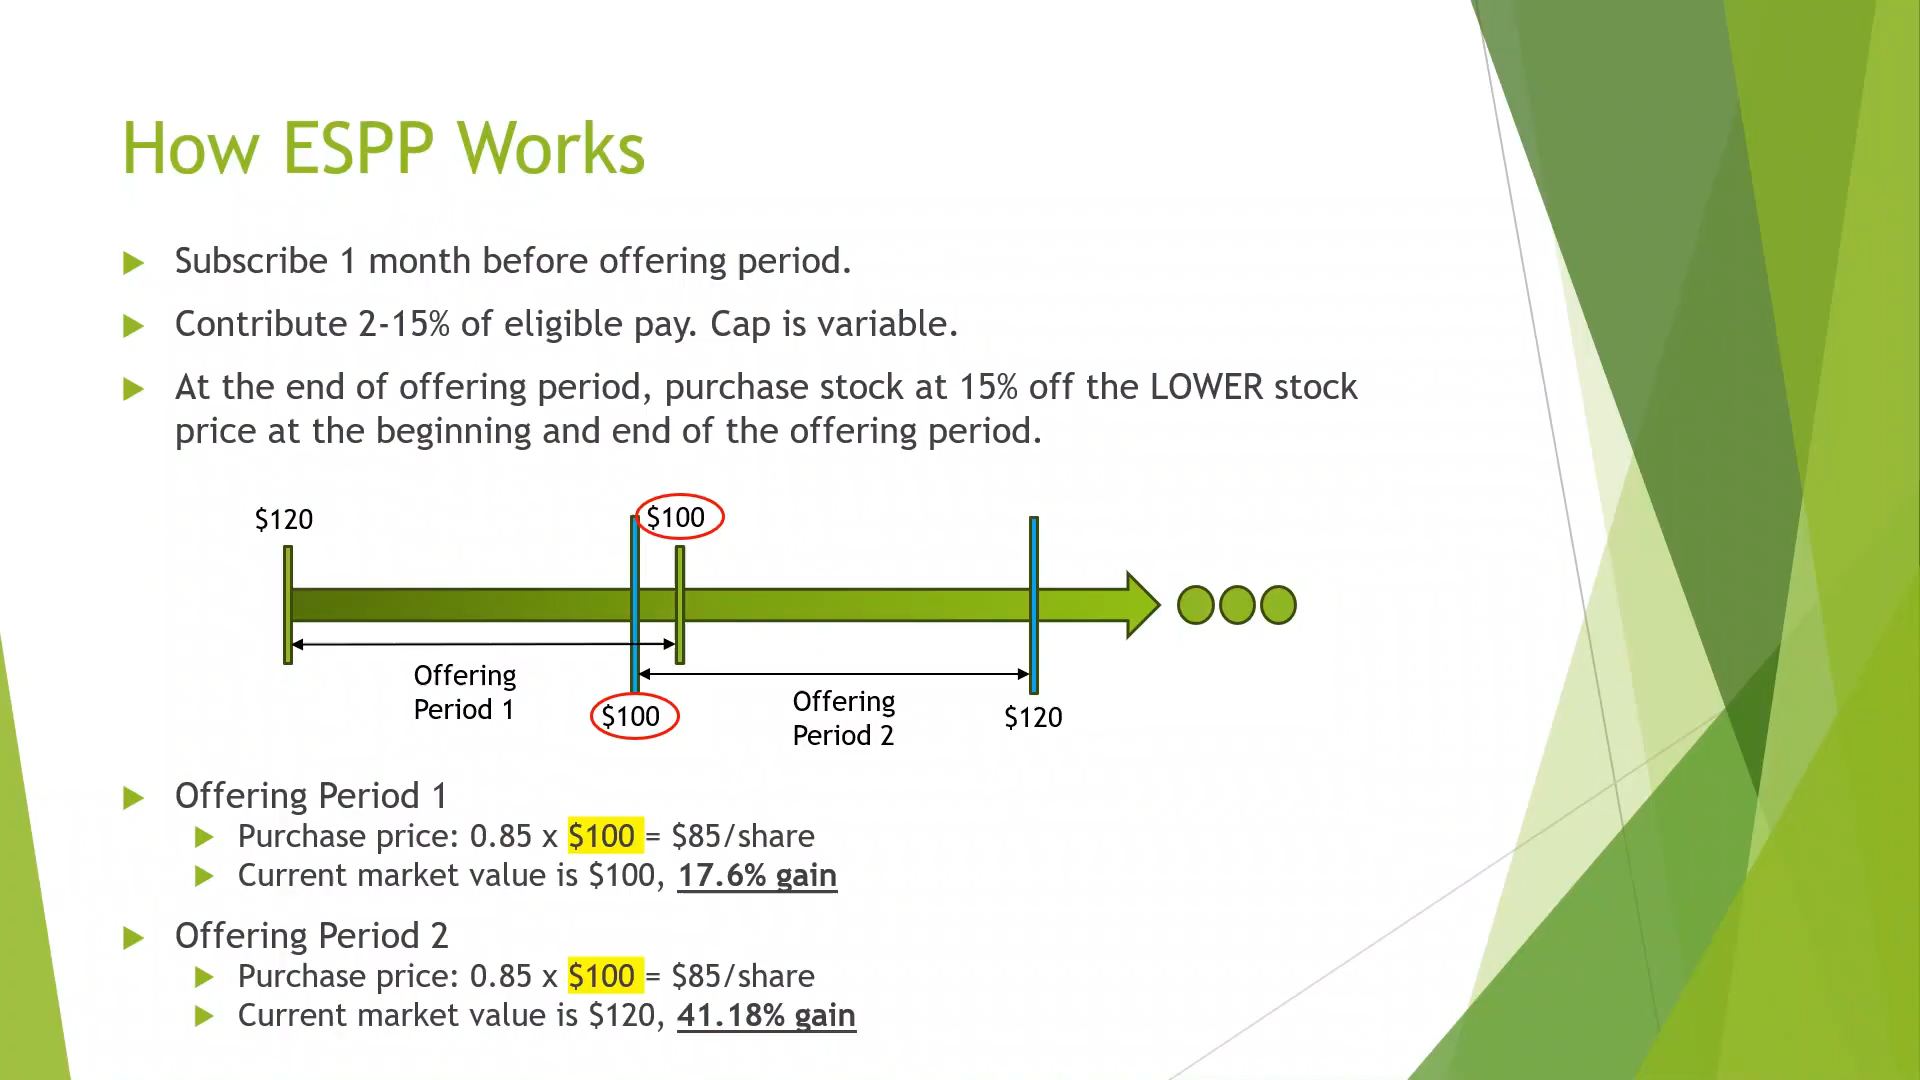 How ESPP Works
Subscribe 1 month before offering period.
Contribute 2-15% of eligible pay. Cap is variable.
At the end of offering period, purchase stock at 15% off the LOWER stock
price at the beginning and end of the offering period.
$120
$100
Offering
Period 1
$100
Offering
Period 2
$120
Offering Period 1
Purchase price: 0.85 x $100 = $85/share
Current market value is $100, 17.6% gain
Offering Period 2
Purchase price: 0.85 x $100 = $85/share
Current market value is $120, 41.18% gain